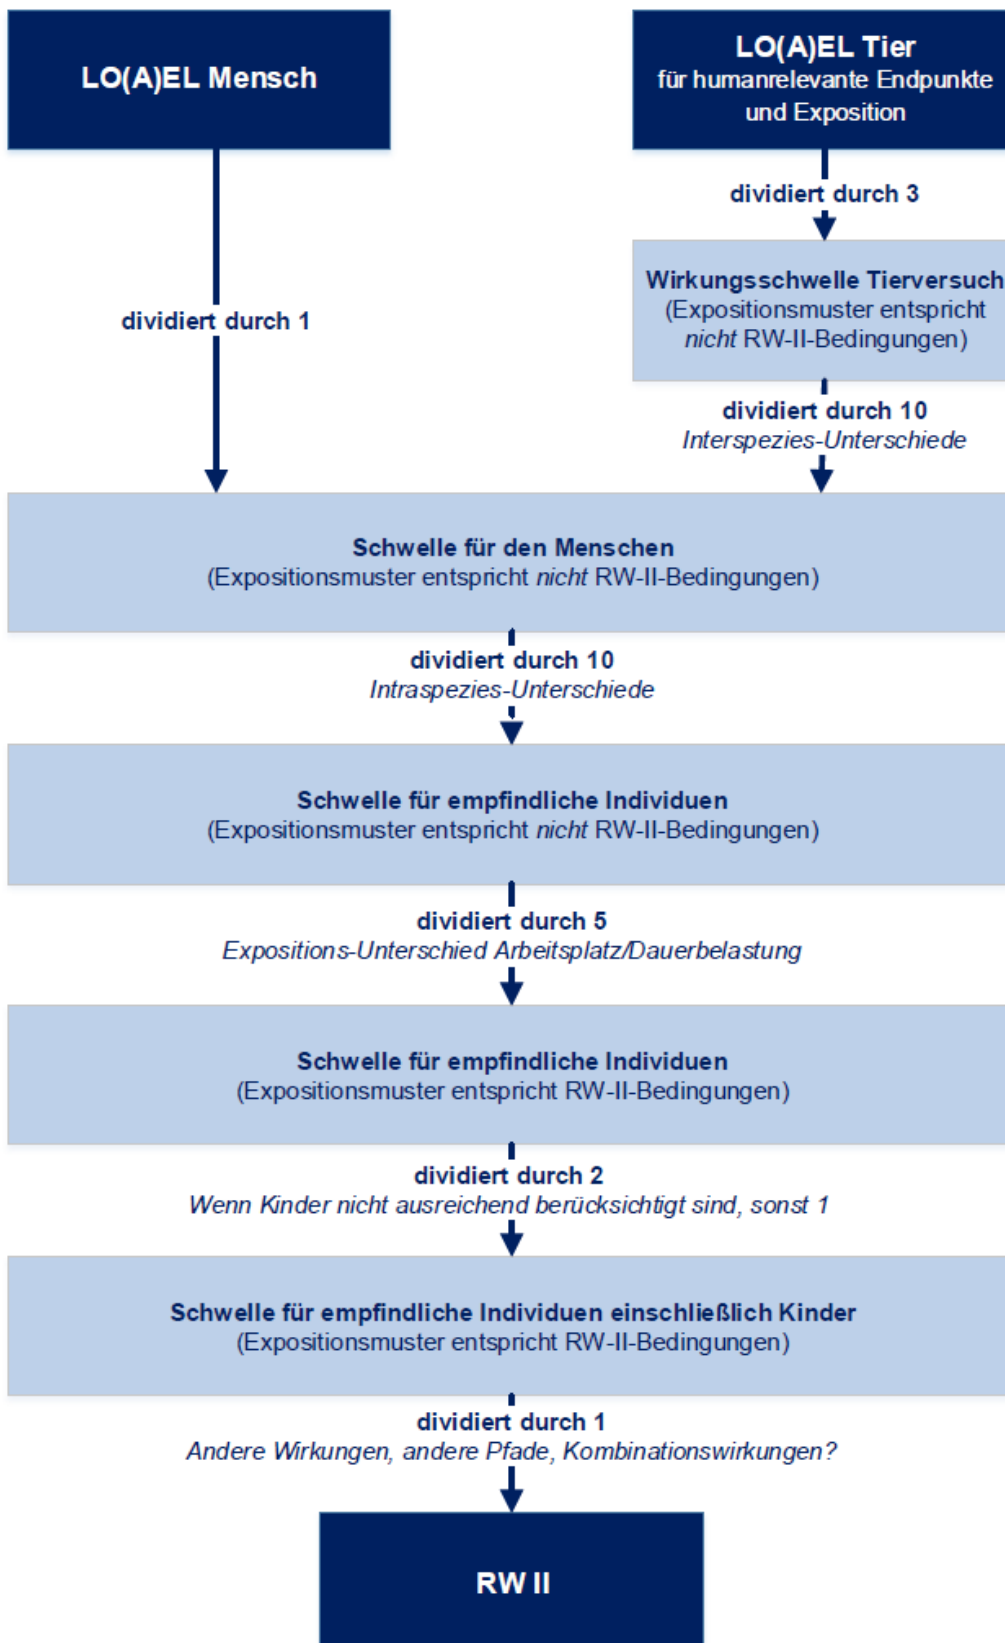 LO(A)EL Mensch
LO(A)EL Tier
für humanrelevante Endpunkte
und Exposition
dividiert durch 3
Wirkungsschwelle Tierversuch
(Expositionsmuster entspricht
nicht RW-II-Bedingungen)
dividiert durch 1
dividiert durch 10
Interspezies-Unterschiede
Schwelle für den Menschen
(Expositionsmuster entspricht nicht RW-II-Bedingungen)
dividiert durch 10
Intraspezies-Unterschiede
Schwelle für empfindliche Individuen
(Expositionsmuster entspricht nicht RW-II-Bedingungen)
dividiert durch 5
Expositions-Unterschied Arbeitsplatz/Dauerbelastung
Schwelle für empfindliche Individuen
(Expositionsmuster entspricht RW-II-Bedingungen)
dividiert durch 2
Wenn Kinder nicht ausreichend berücksichtigt sind, sonst 1
Schwelle für empfindliche Individuen einschließlich Kinder
(Expositionsmuster entspricht RW-II-Bedingungen)
dividiert durch 1
Andere Wirkungen, andere Pfade, Kombinationswirkungen?
RW II